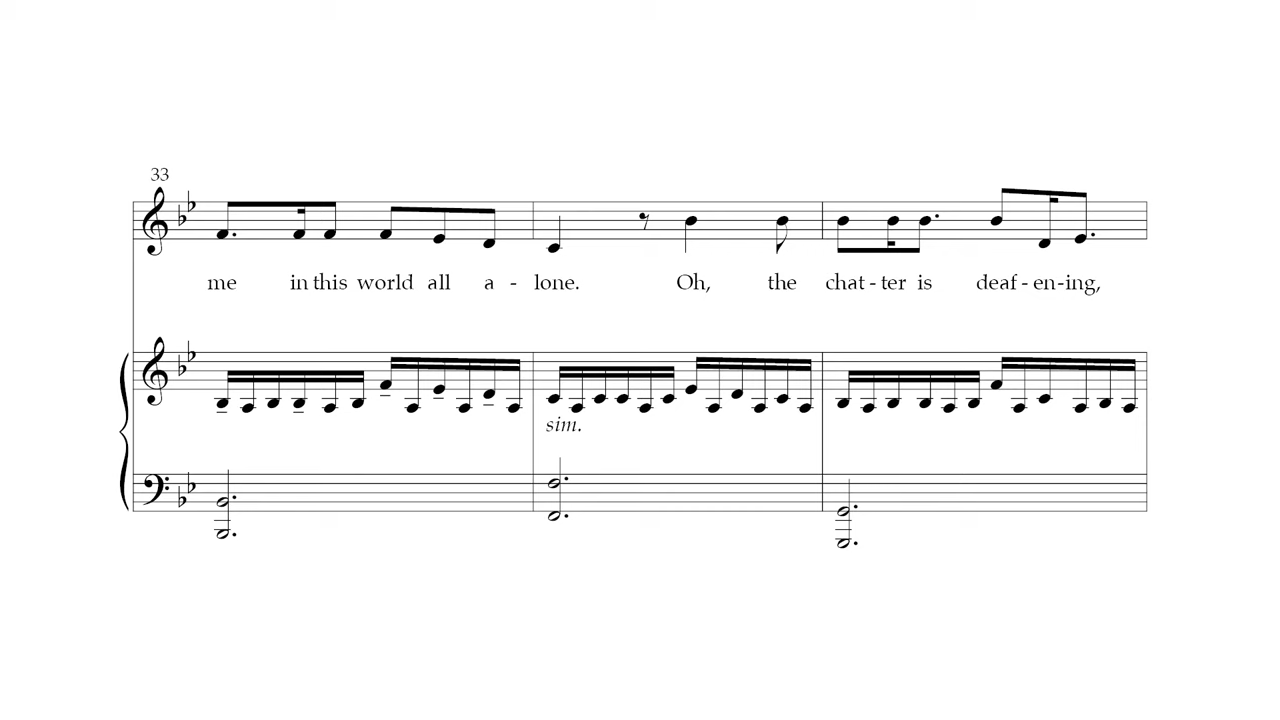 33
me in this world all a - lone. Oh, the chat - ter is deaf - en - ing,
sim.